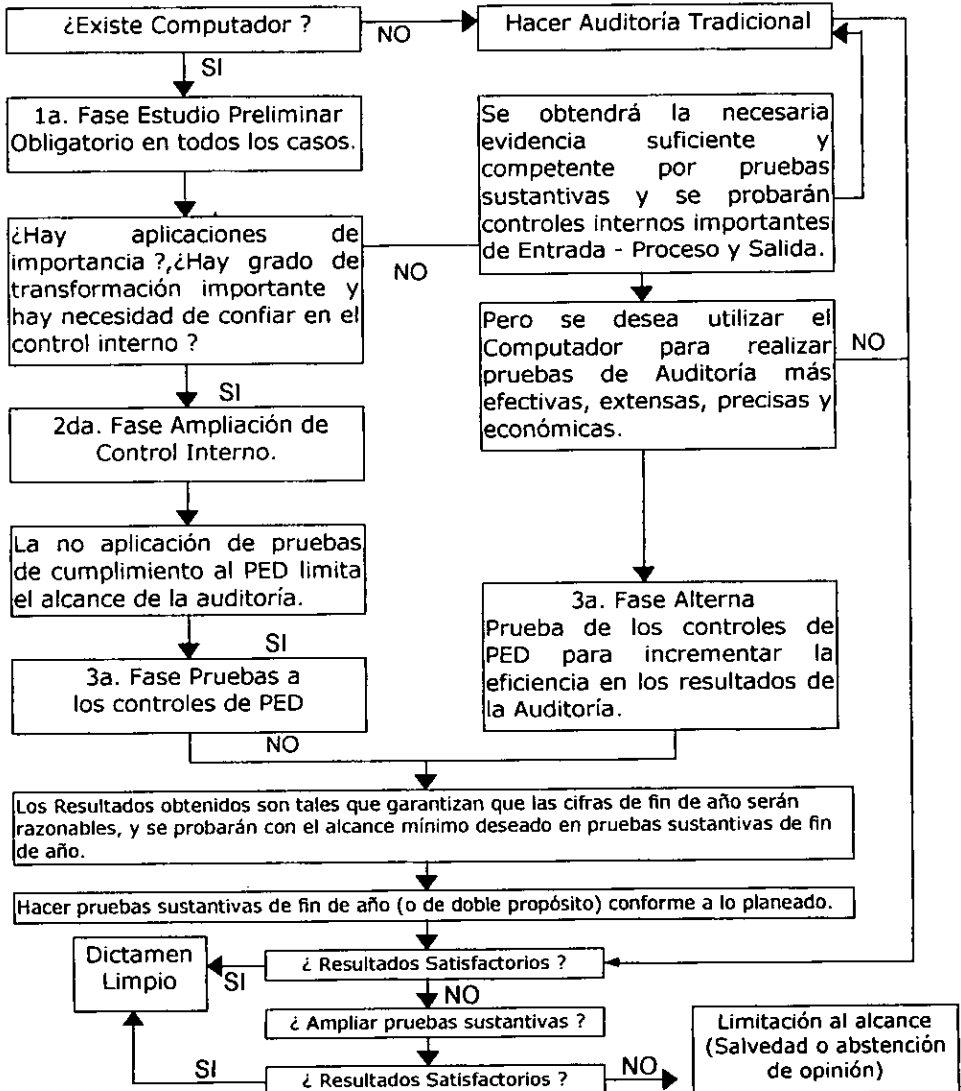 ¿Existe Computador ?
NO
Hacer Auditoría Tradicional
SI
1a. Fase Estudio Preliminar
Obligatorio en todos los casos.
Se obtendrá la necesaria
evidencia suficiente y
competente por pruebas
sustantivas y se probarán
controles internos importantes
de Entrada - Proceso y Salida.
¿Hay aplicaciones de
importancia ?,¿Hay grado de
transformación importante y
hay necesidad de confiar en el
control interno ?
NO
Pero se desea utilizar el
Computador para realizar
pruebas de Auditoría más
efectivas, extensas, precisas y
económicas.
NO
SI
2da. Fase Ampliación de
Control Interno.
La no aplicación de pruebas
de cumplimiento al PED limita
el alcance de la auditoría.
SI
3a. Fase Pruebas a
los controles de PED
3a. Fase Alterna
Prueba de los controles de
PED para incrementar la
eficiencia en los resultados de
la Auditoría.
NO
Los Resultados obtenidos son tales que garantizan que las cifras de fin de año serán
razonables, y se probarán con el alcance mínimo deseado en pruebas sustantivas de fin
de año.
Hacer pruebas sustantivas de fin de año (o de doble propósito) conforme a lo planeado.
Dictamen
Limpio
SI
¿ Resultados Satisfactorios ?
NO
¿ Ampliar pruebas sustantivas ?
SI
¿ Resultados Satisfactorios ?
NO
Limitación al alcance
(Salvedad o abstención
de opinión)